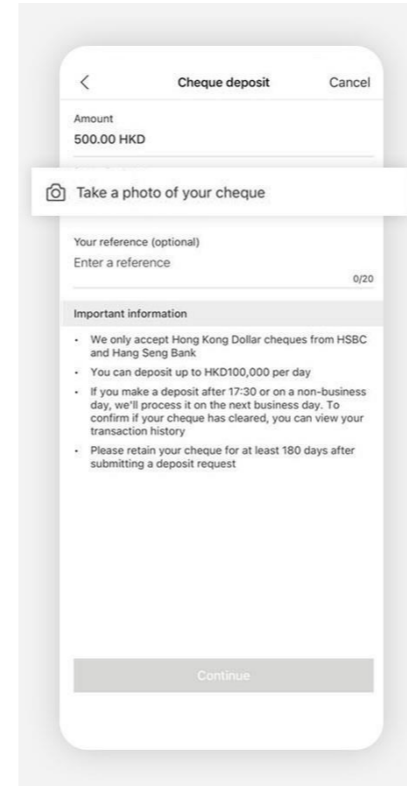 Cheque deposit
Cancel
Amount
500.00 HKD
Take a photo of your cheque
Your reference (optional)
Enter a reference
0/20
Important information
• We only accept Hong Kong Dollar cheques from HSBC
and Hang Seng Bank
• You can deposit up to HKD100,000 per day
• If you make a deposit after 17:30 or on a non-business
day, we'll process it on the next business day. To
confirm if your cheque has cleared, you can view your
transaction history
• Please retain your cheque for at least 180 days after
submitting a deposit request
Continue